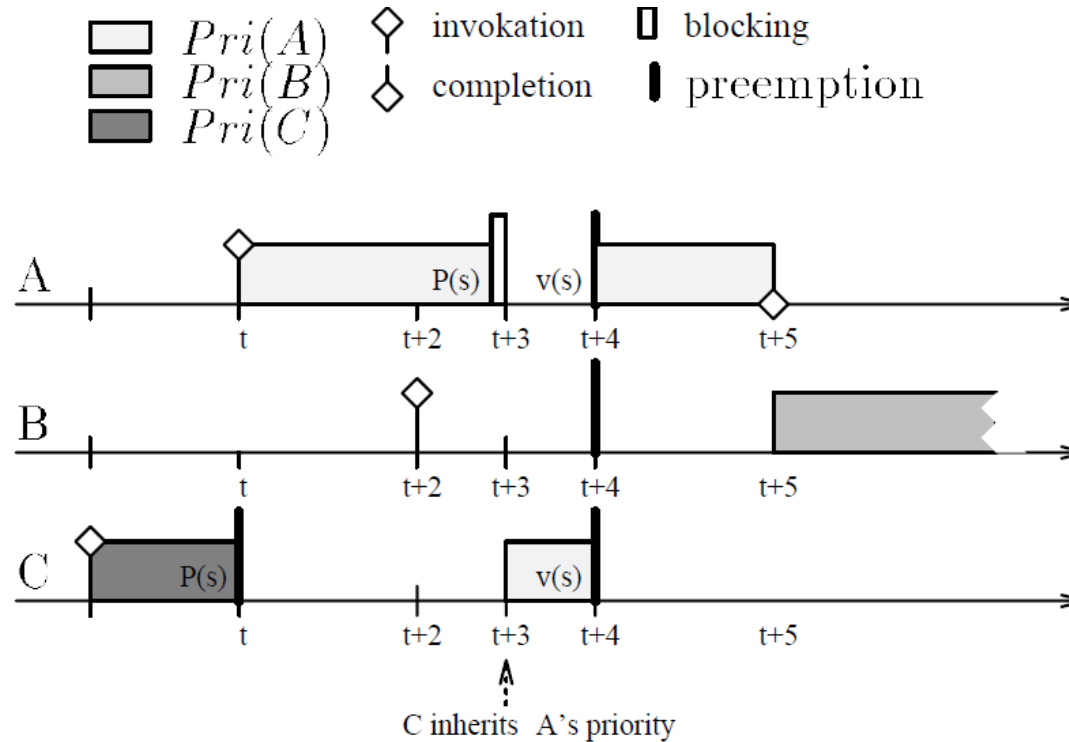 Pri(A) invokation blocking
Pri(B) completion preemption
Pri(C)
A P(s) v(s)
t t+2 t+3 t+4 t+5
B
t t+2 t+3 t+4 t+5
C P(s) v(s)
t t+2 t+3 t+4 t+5
C inherits A's priority